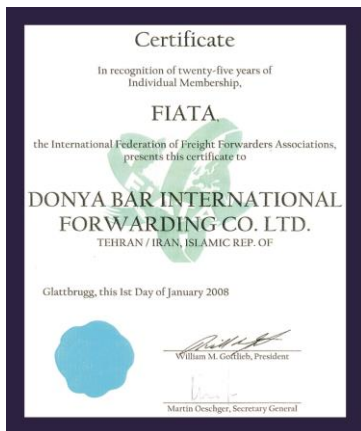 Certificate
In recognition of twenty-five years of
Individual Membership,
FIATA,
the International Federation of Freight Forwarders Associations,
presents this certificate to
DONYA BAR INTERNATIONAL
FORWARDING CO. LTD.
TEHRAN / IRAN, ISLAMIC REP. OF
Glattbrugg, this 1st Day of January 2008
William M. Gottlieb, President
Martin Oeschger, Secretary General